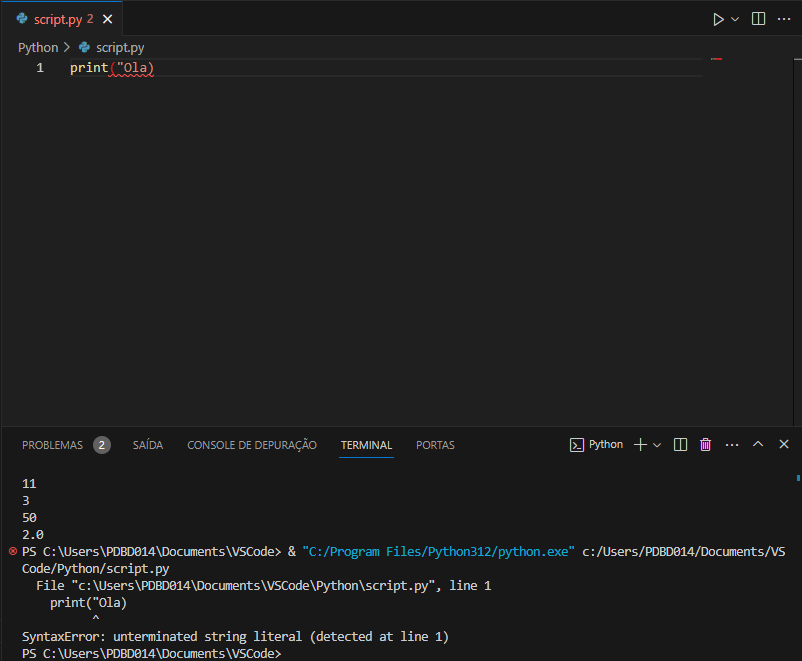 script.py 2
Python > script.py
1 print("Ola)
PROBLEMAS 2 SAÍDA CONSOLE DE DEPURAÇÃO TERMINAL PORTAS Python
11
3
50
2.0
PS C:\Users\PDBD014\Documents\VSCode> & "C:/Program Files/Python312/python.exe" c:/Users/PDBD014/Documents/VS
Code/Python/script.py
  File "c:\Users\PDBD014\Documents\VSCode\Python\script.py", line 1
    print("Ola)
          ^
SyntaxError: unterminated string literal (detected at line 1)
PS C:\Users\PDBD014\Documents\VSCode>